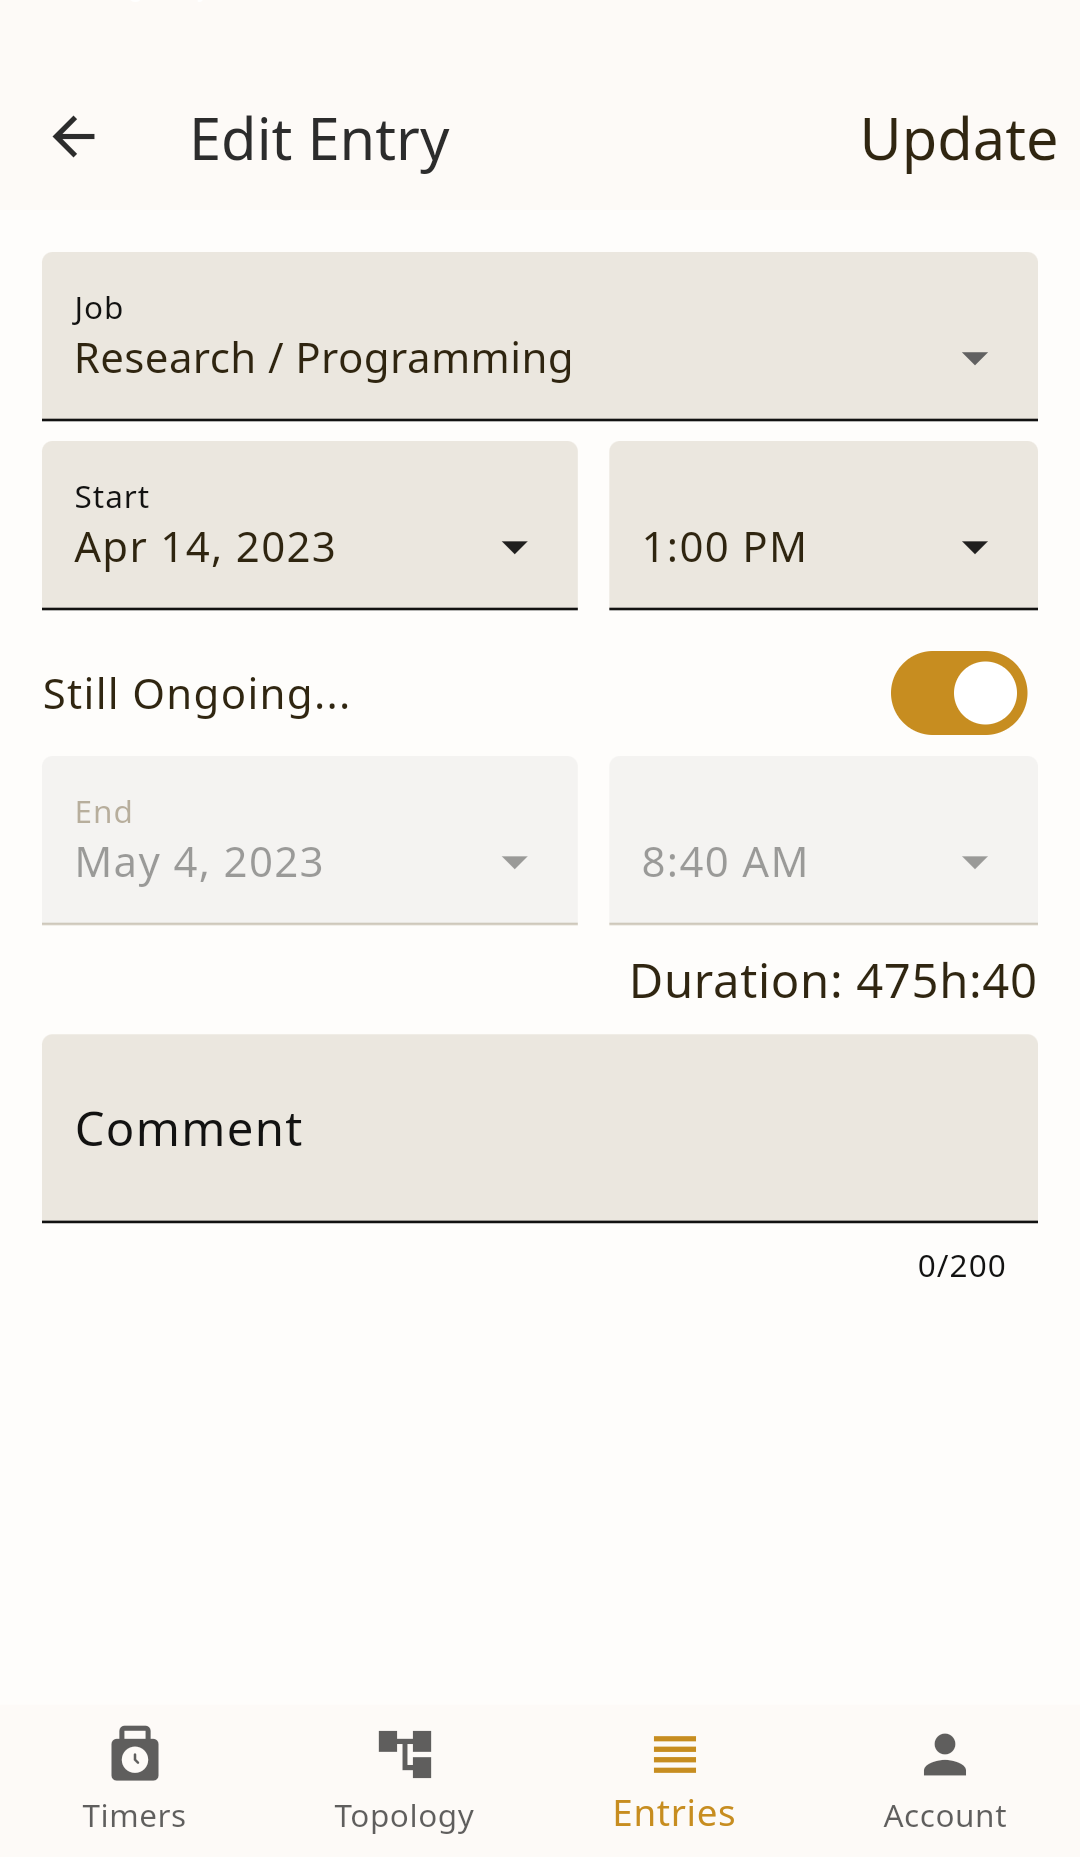 Edit Entry
Update
Job
Research / Programming
Start
Apr 14, 2023
1:00 PM
Still Ongoing...
End
May 4, 2023
8:40 AM
Duration: 475h:40
Comment
0/200
Timers
Topology
Entries
Account